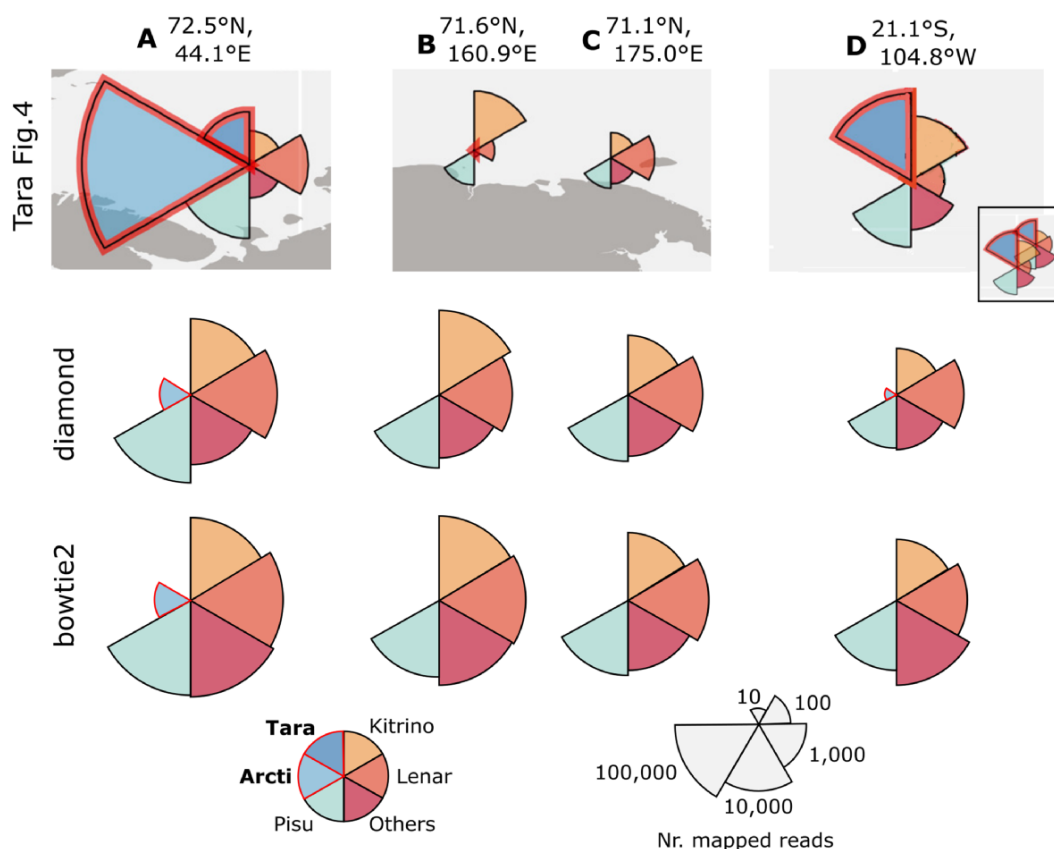 A 72.5°N, 44.1°E
B 71.6°N, 160.9°E
C 71.1°N, 175.0°E
D 21.1°S, 104.8°W
Tara Fig.4
diamond
bowtie2
Tara
Kitrino
Arcti
Lenar
Pisu
Others
10
100
1,000
10,000
100,000
Nr. mapped reads